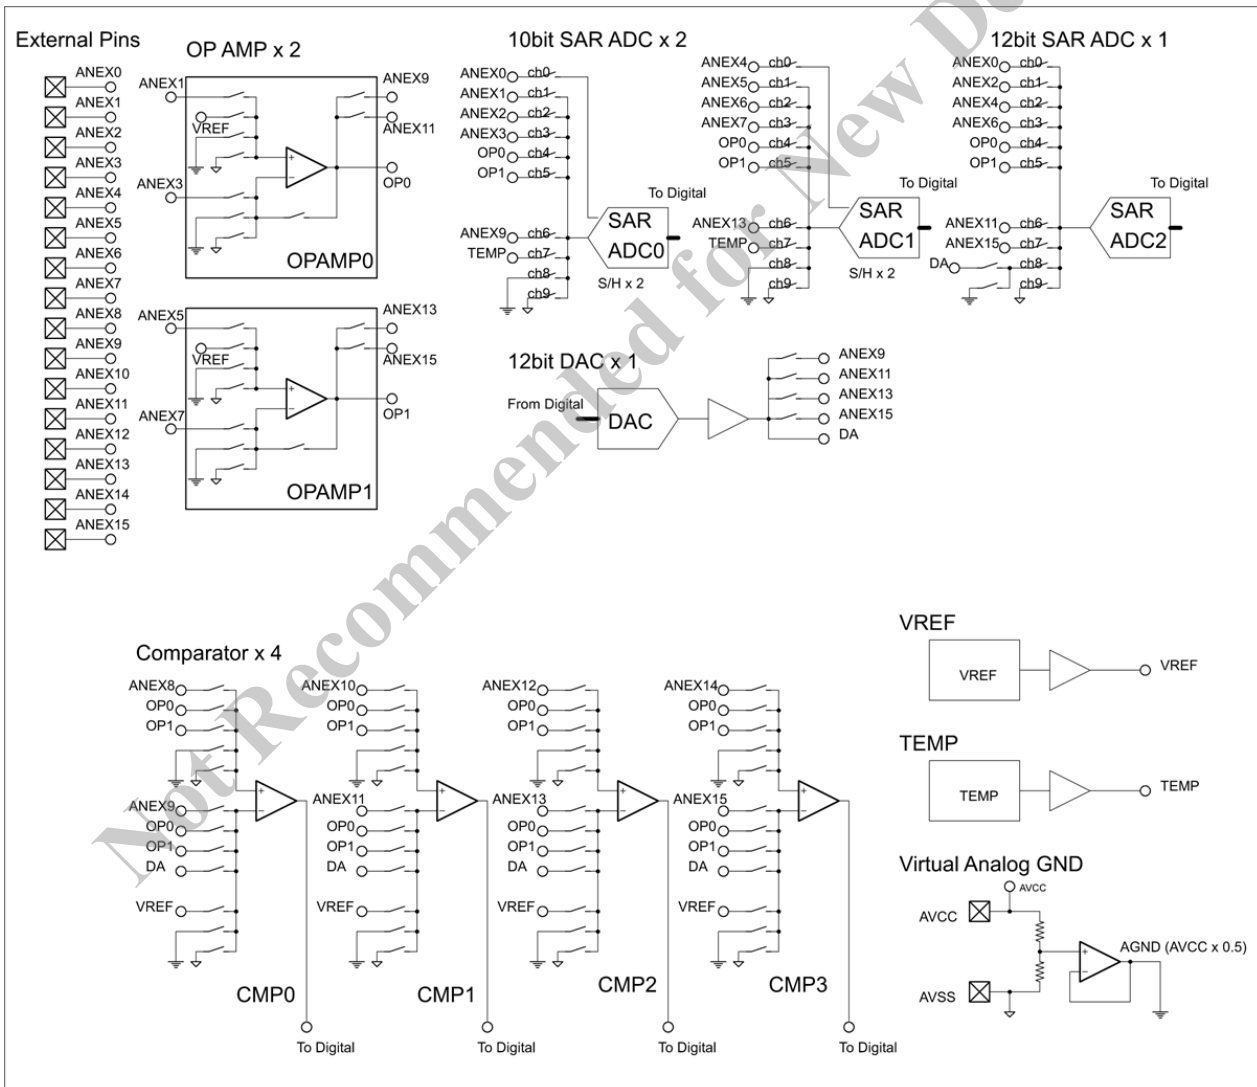 External Pins
ANEX0
ANEX1
ANEX2
ANEX3
ANEX4
ANEX5
ANEX6
ANEX7
ANEX8
ANEX9
ANEX10
ANEX11
ANEX12
ANEX13
ANEX14
ANEX15
OP AMP x 2
ANEX1
VREF
ANEX3
ANEX9
ANEX11
OP0
OPAMP0
ANEX5
VREF
ANEX7
ANEX13
ANEX15
OP1
OPAMP1
10bit SAR ADC x 2
ANEX0 ch0
ANEX1 ch1
ANEX2 ch2
ANEX3 ch3
OP0 ch4
OP1 ch5
ANEX9 ch6
TEMP ch7
ch8
ch9
To Digital
SAR
ADC0
S/H x 2
ANEX4 ch0
ANEX5 ch1
ANEX6 ch2
ANEX7 ch3
OP0 ch4
OP1 ch5
ANEX13 ch6
TEMP ch7
ch8
ch9
To Digital
SAR
ADC1
S/H x 2
12bit SAR ADC x 1
ANEX0 ch0
ANEX2 ch1
ANEX4 ch2
ANEX6 ch3
OP0 ch4
OP1 ch5
ANEX11 ch6
ANEX15 ch7
DA ch8
ch9
To Digital
SAR
ADC2
12bit DAC x 1
From Digital
DAC
ANEX9
ANEX11
ANEX13
ANEX15
DA
Comparator x 4
ANEX8
OP0
OP1
ANEX9
OP0
OP1
DA
VREF
CMP0
To Digital
ANEX10
OP0
OP1
ANEX11
OP0
OP1
DA
VREF
CMP1
To Digital
ANEX12
OP0
OP1
ANEX13
OP0
OP1
DA
VREF
CMP2
To Digital
ANEX14
OP0
OP1
ANEX15
OP0
OP1
DA
VREF
CMP3
To Digital
VREF
VREF
VREF
TEMP
TEMP
TEMP
Virtual Analog GND
AVCC
AVCC
AGND (AVCC x 0.5)
AVSS
Not Recommended for New